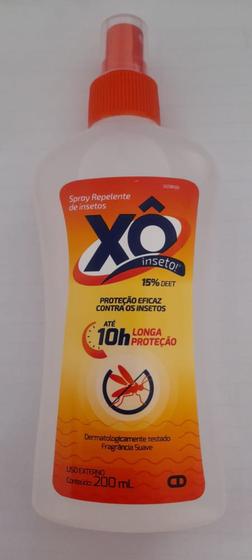 Spray Repelente
de insetos
XÔ
inseto!
15% DEET
PROTEÇÃO EFICAZ
CONTRA OS INSETOS
ATÉ
10h LONGA
PROTEÇÃO
Dermatologicamente testado
Fragrância Suave
USO EXTERNO
Conteúdo: 200 mL